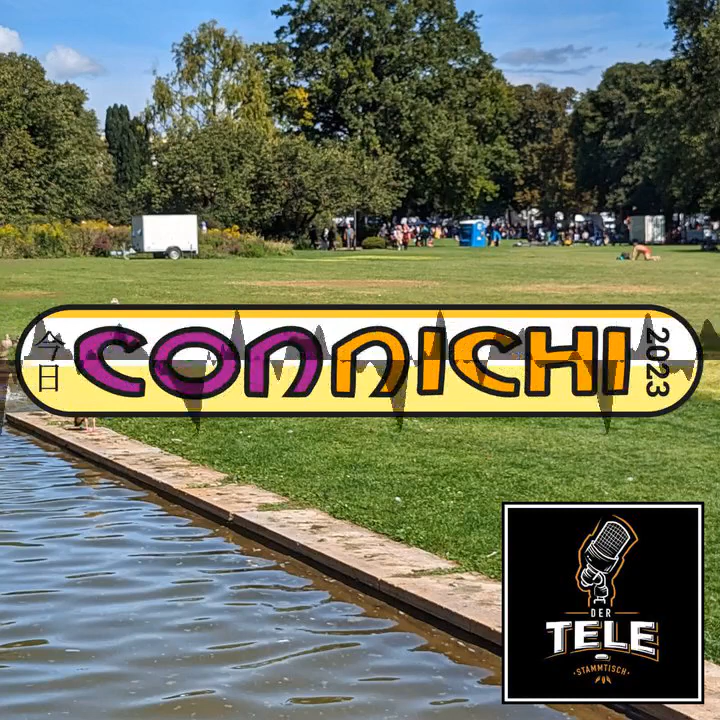 今日
CONNICHI
2023
DER
TELE
STAMMTISCH